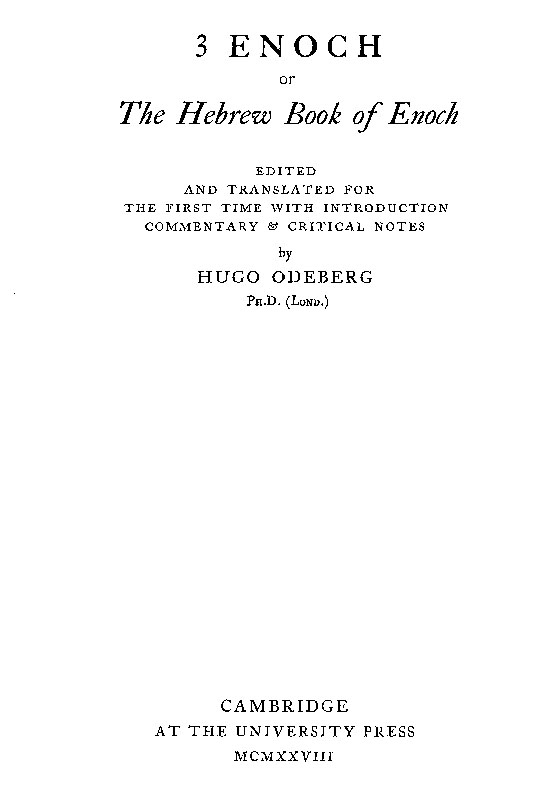 3 ENOCH
or
The Hebrew Book of Enoch
EDITED
AND TRANSLATED FOR
THE FIRST TIME WITH INTRODUCTION
COMMENTARY & CRITICAL NOTES
by
HUGO ODEBERG
PH.D. (LOND.)
CAMBRIDGE
AT THE UNIVERSITY PRESS
MCMXXVIII